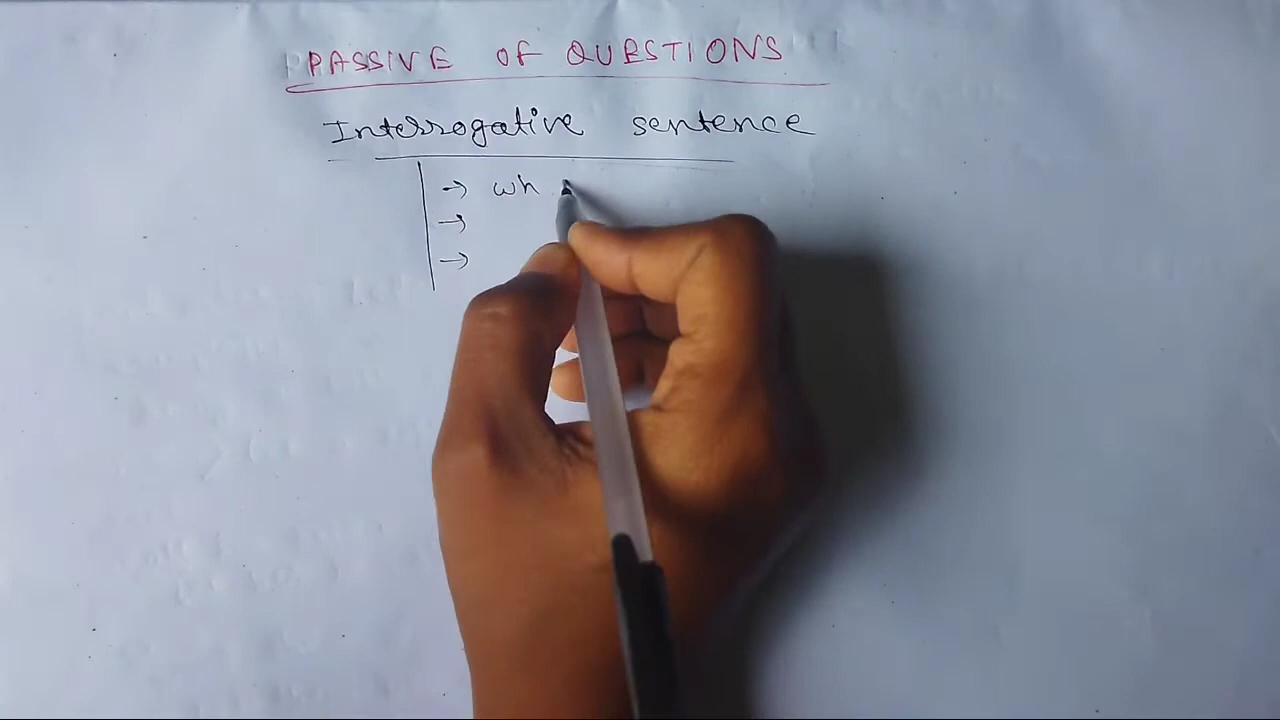 PASSIVE OF QUESTIONS
Interrogative sentence
→ wh
→
→